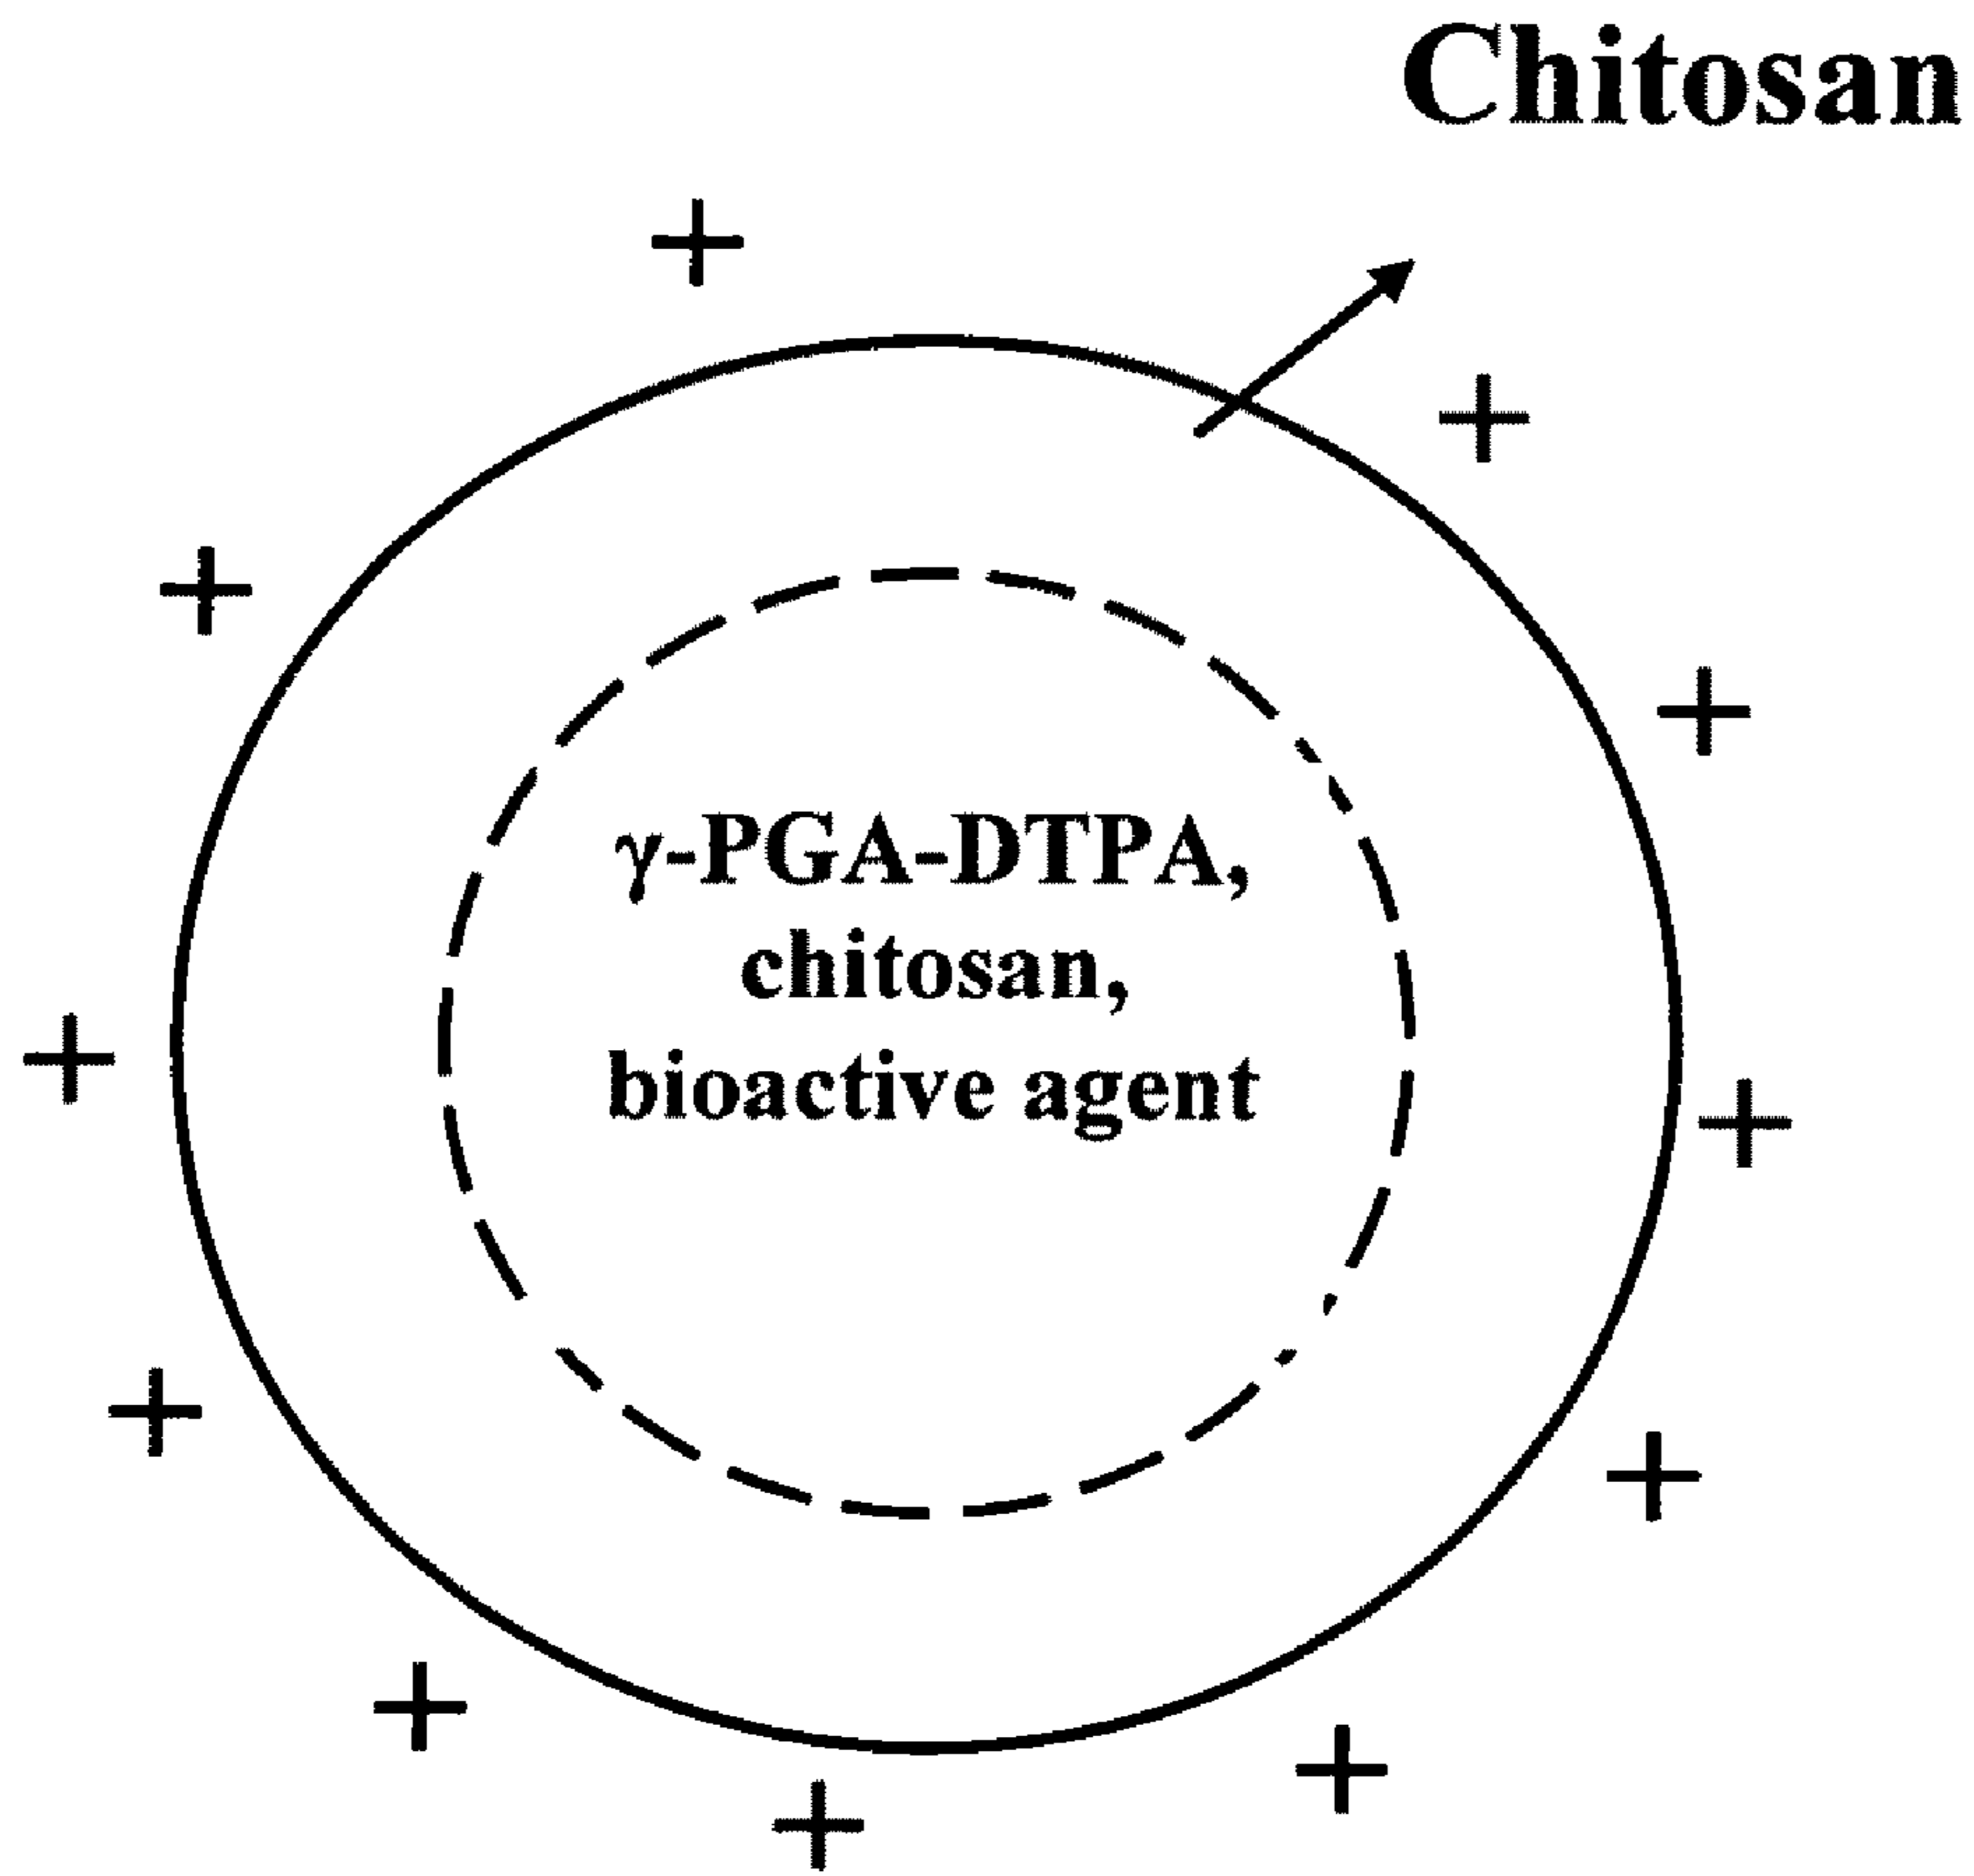 Chitosan
γ-PGA-DTPA,
chitosan,
bioactive agent